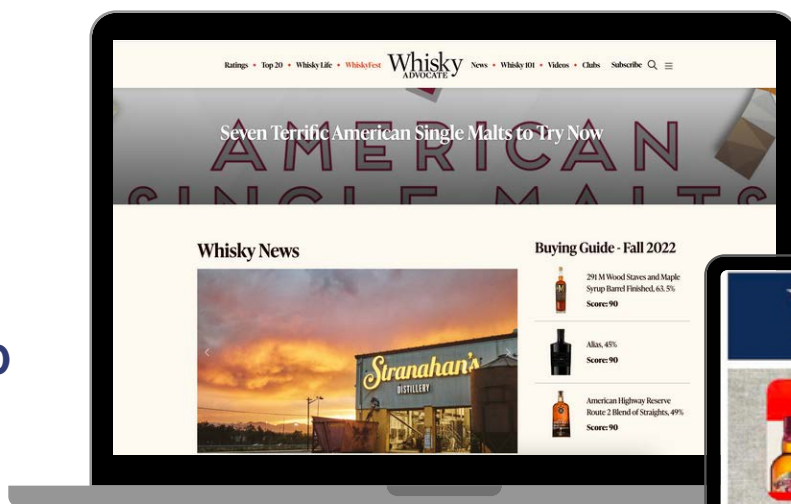 Ratings • Top 20 • Whisky Life • WhiskyFest Whisky ADVOCATE News • Whisky 101 • Videos • Clubs Subscribe
Seven Terrific American Single Malts to Try Now
AMERICAN
SINGLE MALTS
Whisky News
Stranahan's
DISTILLERY
Buying Guide - Fall 2022
291 M Wood Staves and Maple
Syrup Barrel Finished, 63.5%
Score: 90
Alias, 45%
Score: 90
American Highway Reserve
Route 2 Blend of Straights, 49%
Score: 90